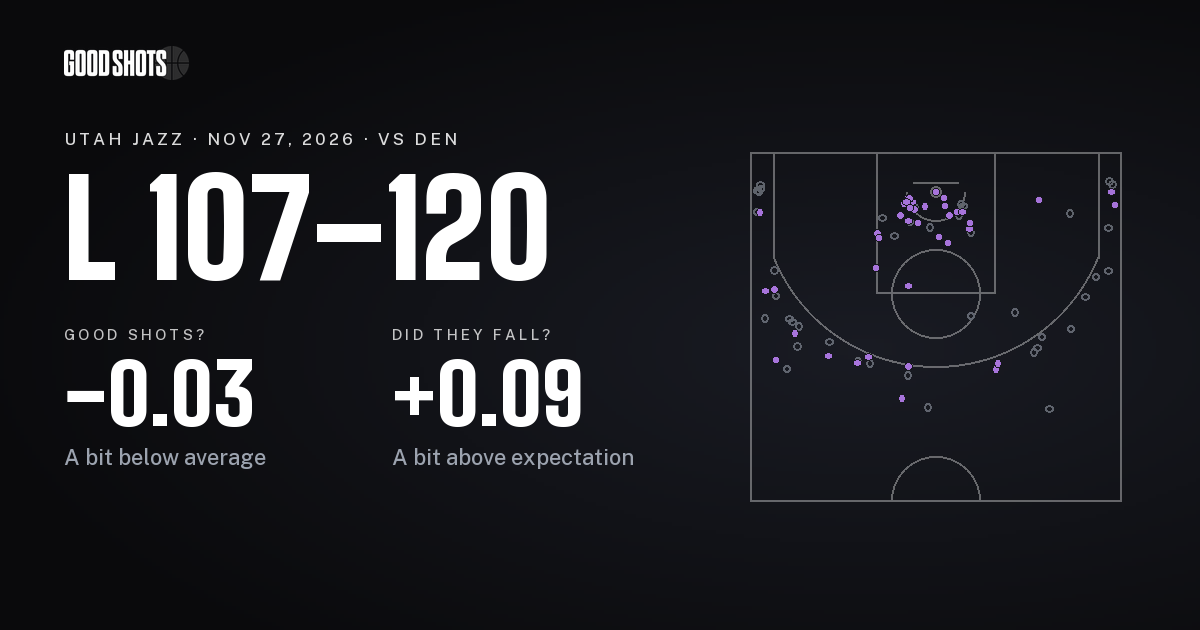 GOOD SHOTS
UTAH JAZZ · NOV 27, 2026 · VS DEN
L 107–120
GOOD SHOTS?
DID THEY FALL?
−0.03
+0.09
A bit below average
A bit above expectation